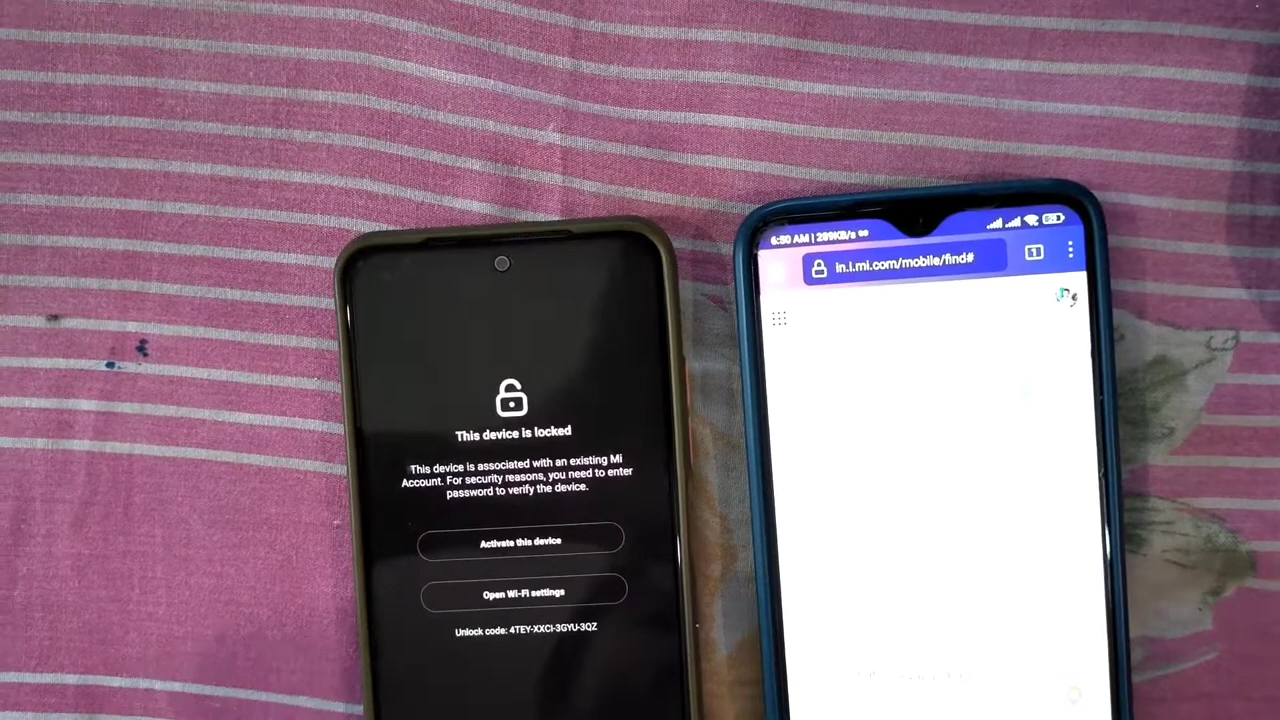 This device is locked
This device is associated with an existing Mi
Account. For security reasons, you need to enter
password to verify the device.
Activate this device
Open Wi-Fi settings
Unlock code: 4TEY-XXCI-3GYU-3QZ
6:50 AM | 289KB/s
in.i.mi.com/mobile/find#
1